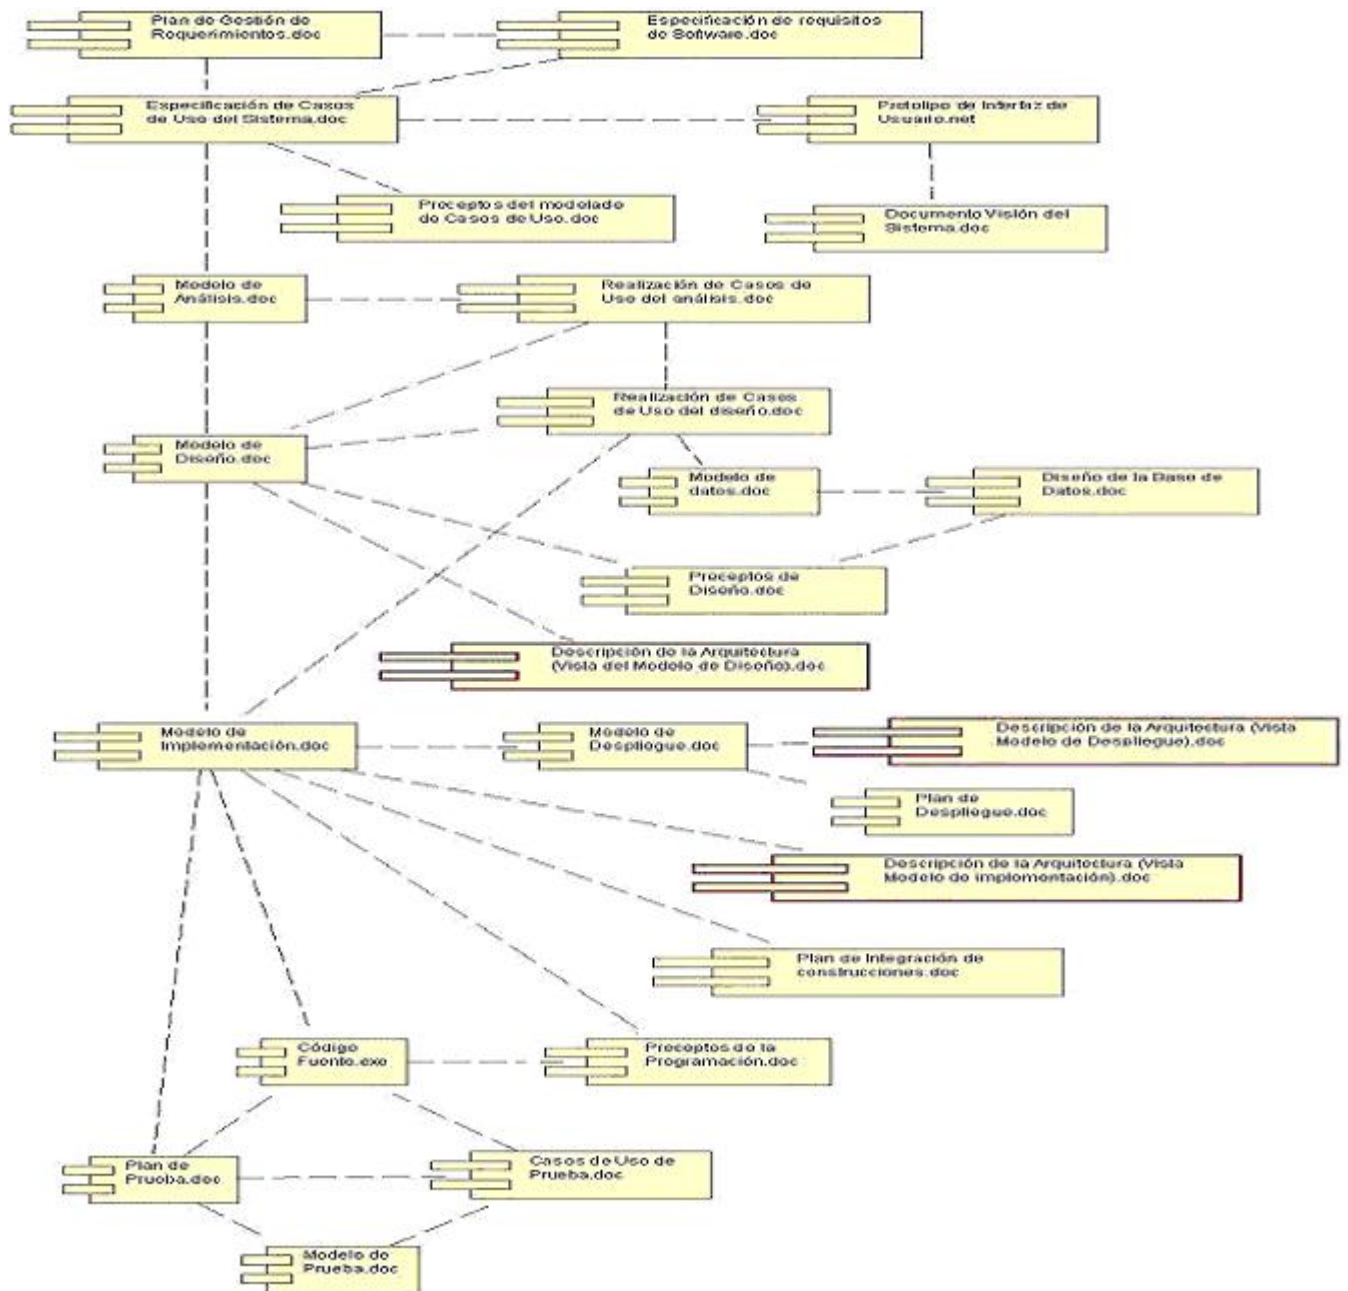 Plan de Gestión de
Requerimientos.doc
Especificación de requisitos
de Software.doc
Especificación de Casos
de Uso del Sistema.doc
Prototipo de Interfaz de
Usuario.net
Preceptos del modelado
de Casos de Uso.doc
Documento Visión del
Sistema.doc
Modelo de
Análisis.doc
Realización de Casos de
Uso del análisis.doc
Realización de Casos
de Uso del diseño.doc
Modelo de
Diseño.doc
Modelo de
datos.doc
Diseño de la Base de
Datos.doc
Preceptos de
Diseño.doc
Descripción de la Arquitectura
(Vista del Modelo de Diseño).doc
Modelo de
Implementación.doc
Modelo de
Despliegue.doc
Descripción de la Arquitectura (Vista
Modelo de Despliegue).doc
Plan de
Despliegue.doc
Descripción de la Arquitectura (Vista
Modelo de implementación).doc
Plan de Integración de
construcciones.doc
Código
Fuente.exe
Preceptos de la
Programación.doc
Plan de
Prueba.doc
Casos de Uso de
Prueba.doc
Modelo de
Prueba.doc